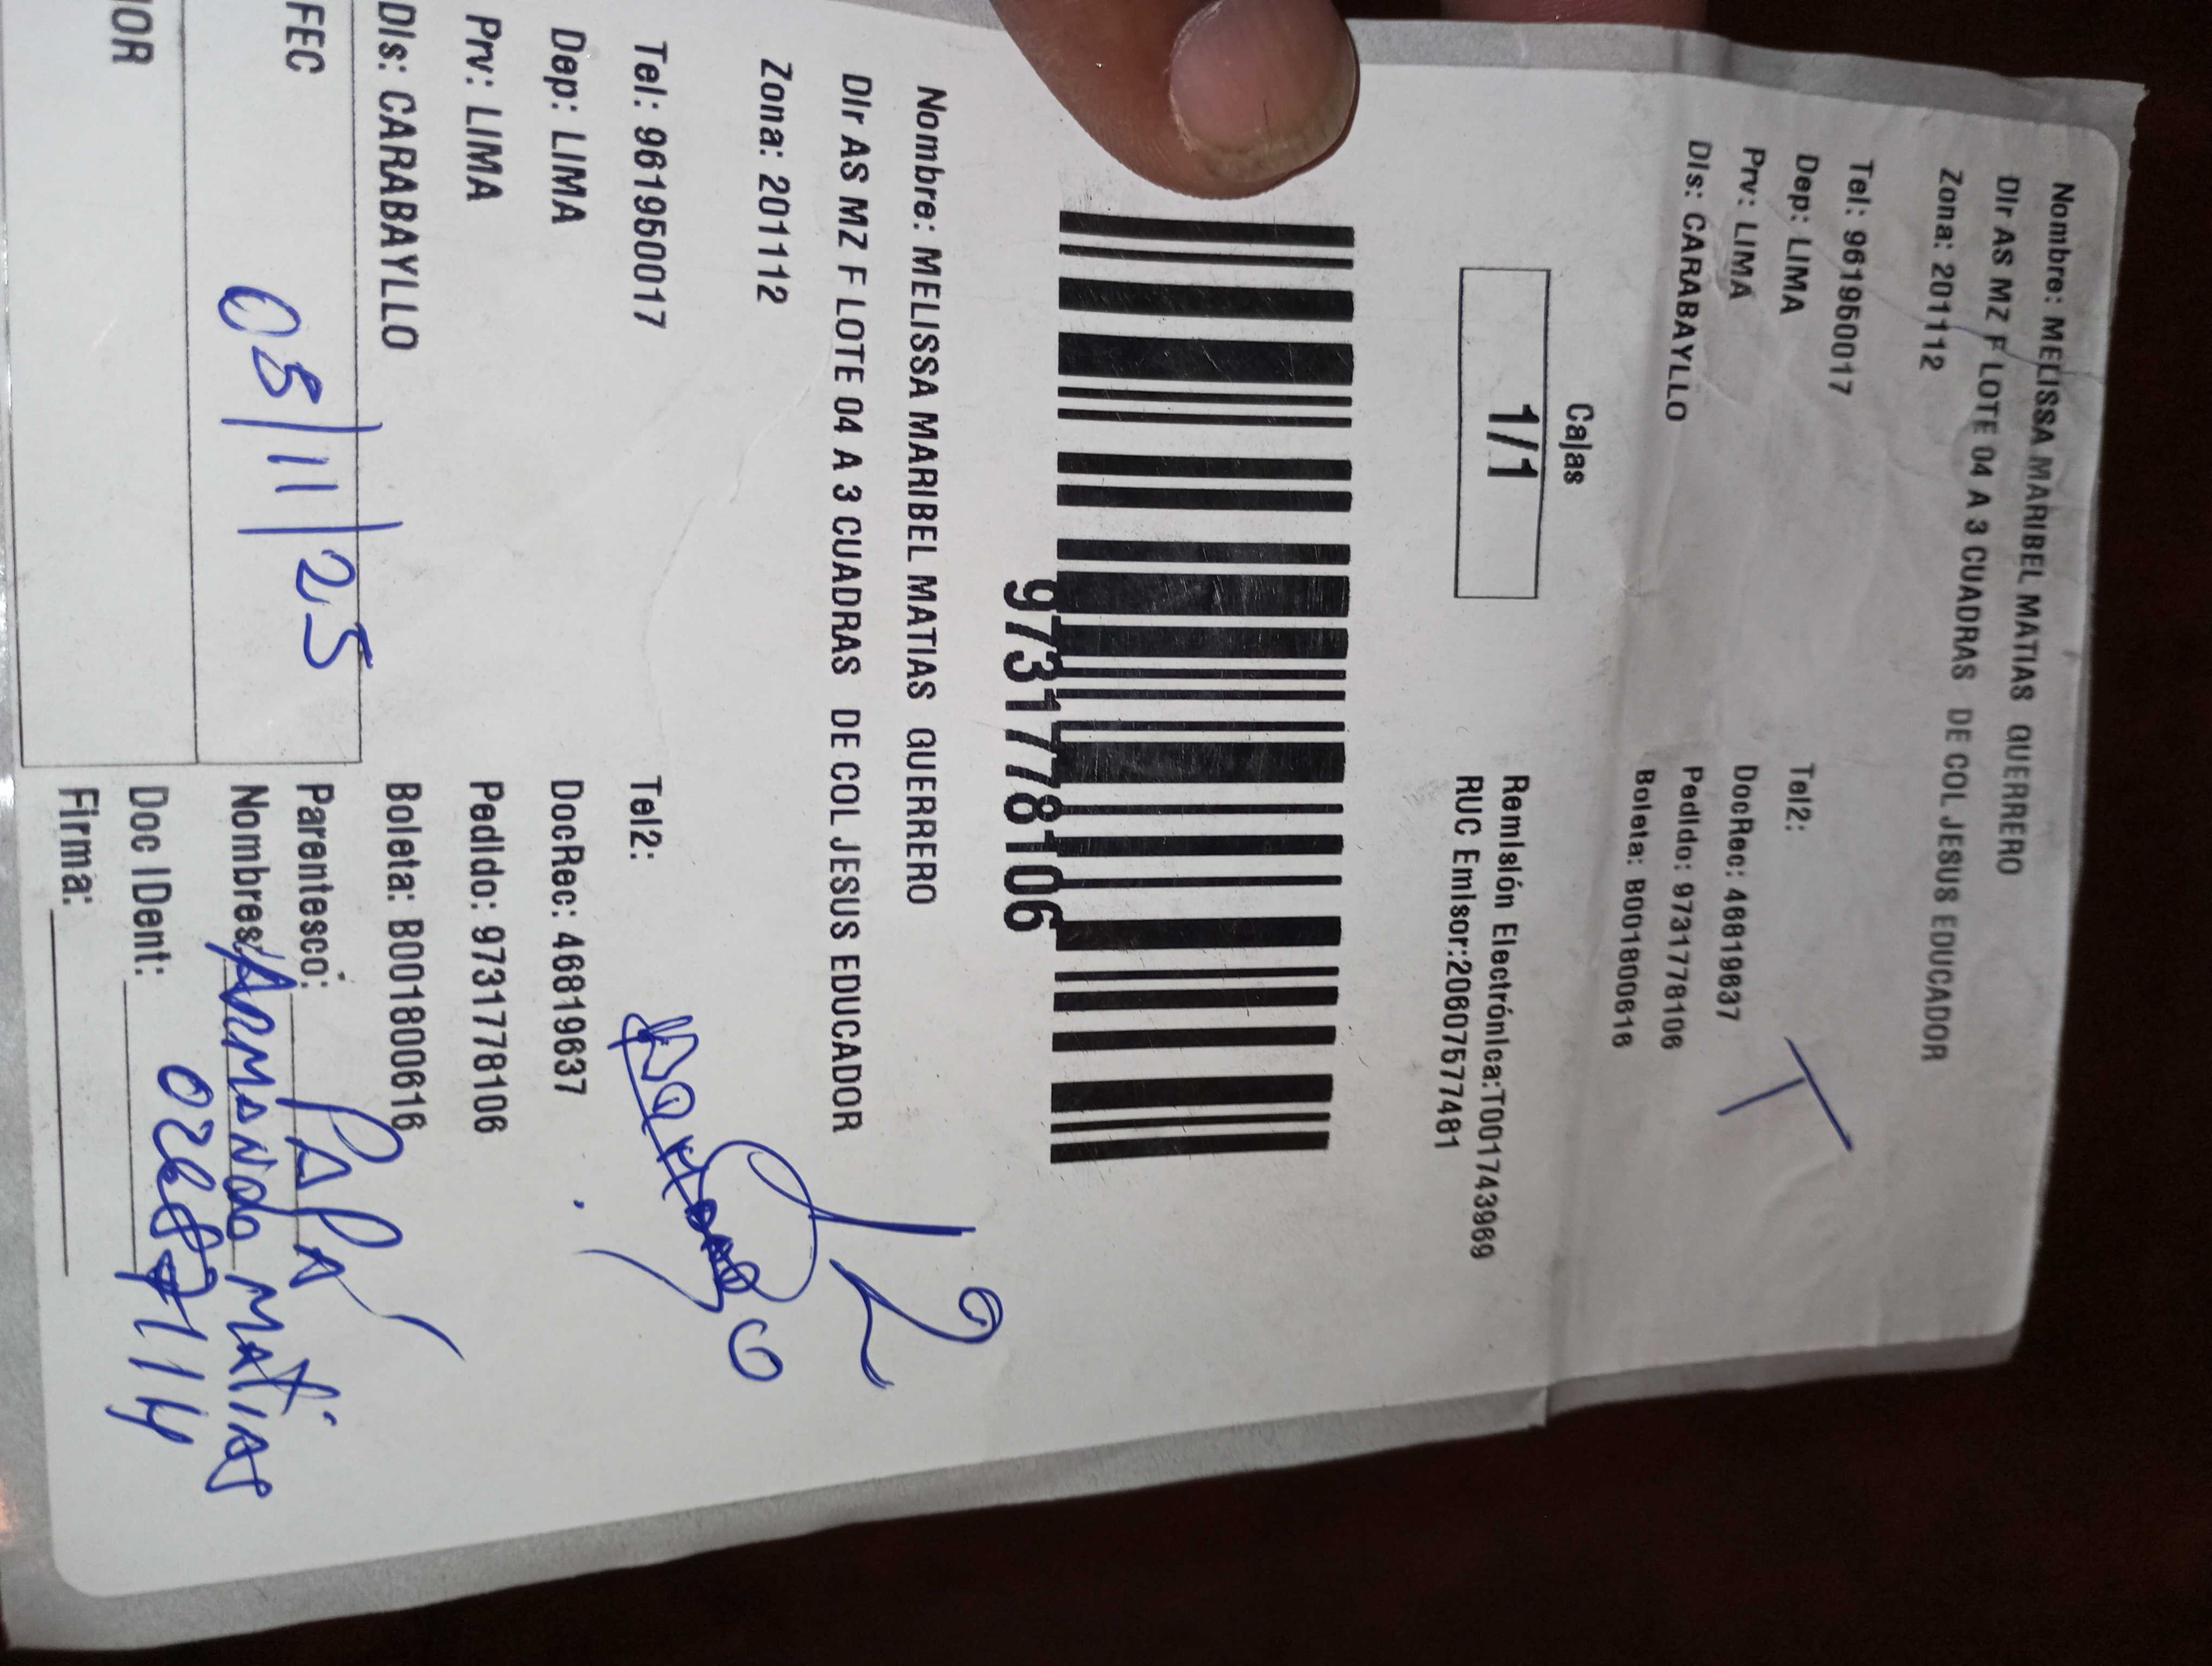 Nombre: MELISSA MARIBEL MATIAS GUERRERO
Dir AS MZ F LOTE 04 A 3 CUADRAS DE COL JESUS EDUCADOR
Zona: 201112
Tel: 961950017 Tel2:
Dep: LIMA DocRec: 46819637
Prv: LIMA Pedido: 9731778106
Dis: CARABAYLLO Boleta: B001800616
T
Cajas
1/1
Remisión Electrónica:T001743969
RUC Emisor:20607577481
9731778106
Nombre: MELISSA MARIBEL MATIAS GUERRERO
Dir AS MZ F LOTE 04 A 3 CUADRAS DE COL JESUS EDUCADOR
Zona: 201112
Tel: 961950017 Tel2:
Dep: LIMA DocRec: 46819637
Prv: LIMA Pedido: 9731778106
Dis: CARABAYLLO Boleta: B001800616
FEC 05/11/25
Parentesco: PAPA
Nombres: ARMANDO MATIAS
Doc IDent:
Firma: